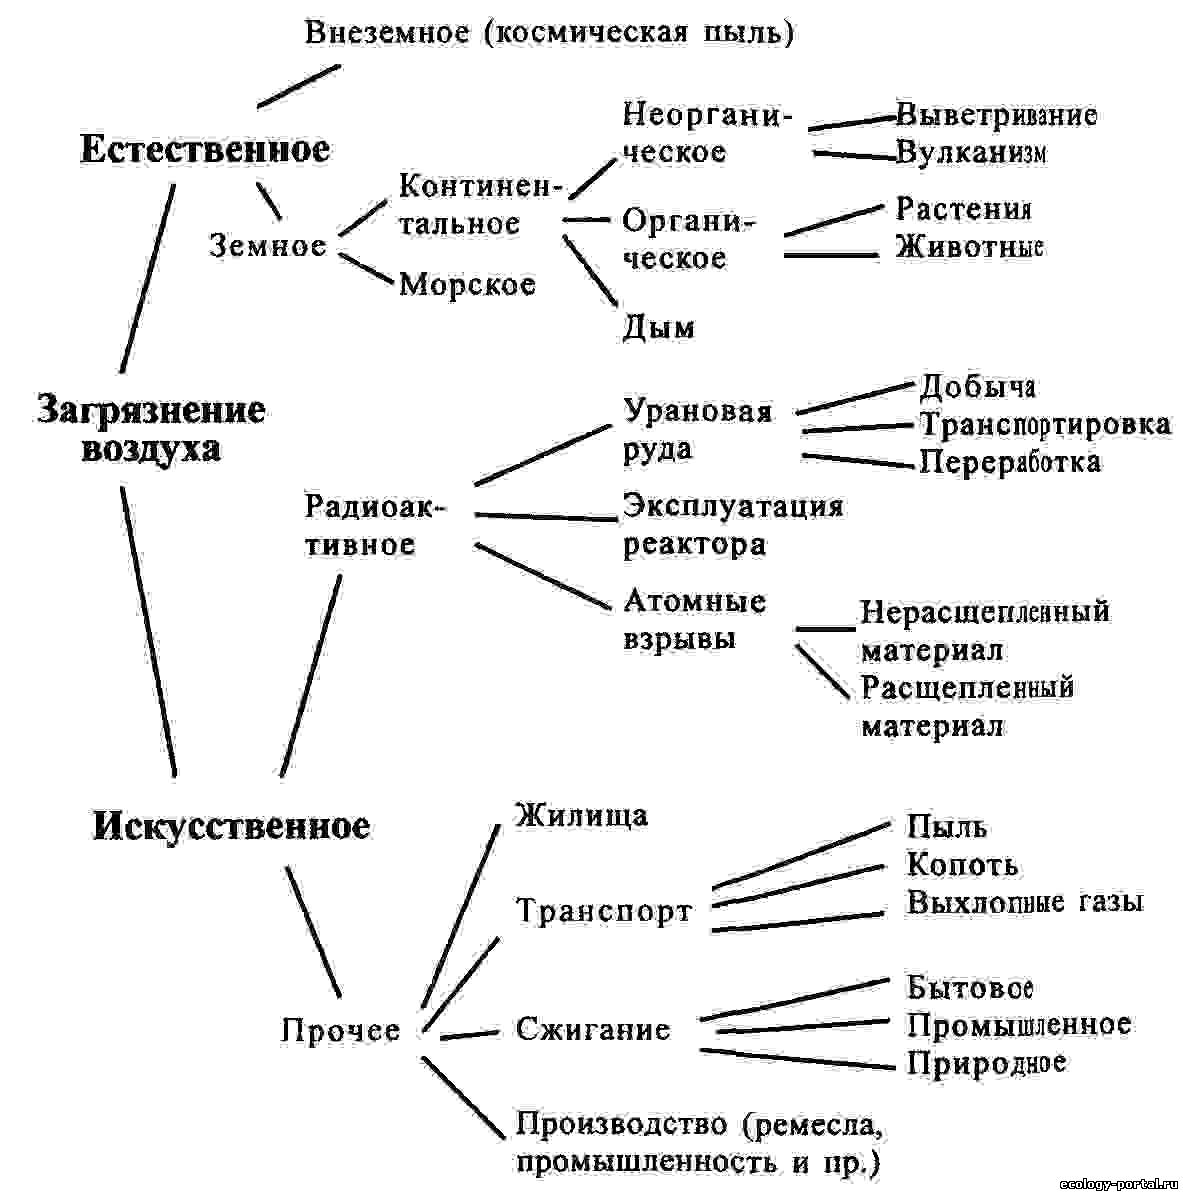 Внеземное (космическая пыль)
Естественное
Неоргани-
ческое
Выветривание
Вулканизм
Континен-
тальное
Органи-
ческое
Растения
Животные
Земное
Морское
Дым
Загрязнение
воздуха
Урановая
руда
Добыча
Транспортировка
Переработка
Радиоак-
тивное
Эксплуатация
реактора
Атомные
взрывы
Нерасщепленный
материал
Расщепленный
материал
Искусственное
Жилища
Транспорт
Пыль
Копоть
Выхлопные газы
Прочее
Сжигание
Бытовое
Промышленное
Природное
Производство (ремесла,
промышленность и пр.)
ecology-portal.ru